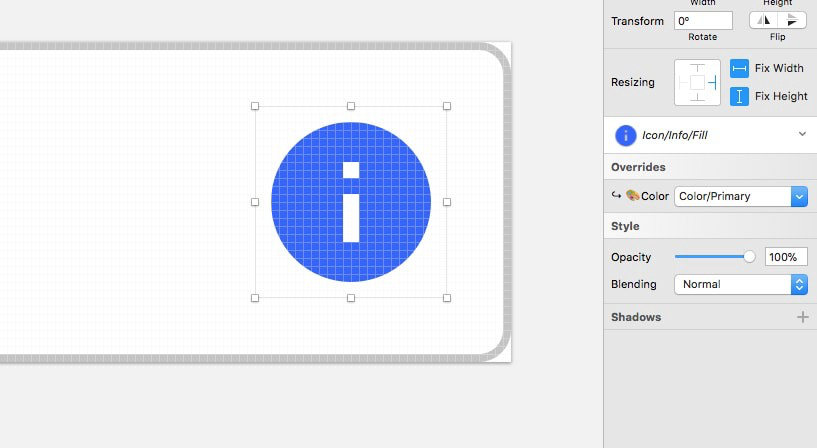 Width Height
Transform 0°
Rotate Flip
Resizing Fix Width
Fix Height
Icon/Info/Fill
Overrides
↪ 🎨Color Color/Primary
Style
Opacity 100%
Blending Normal
Shadows +